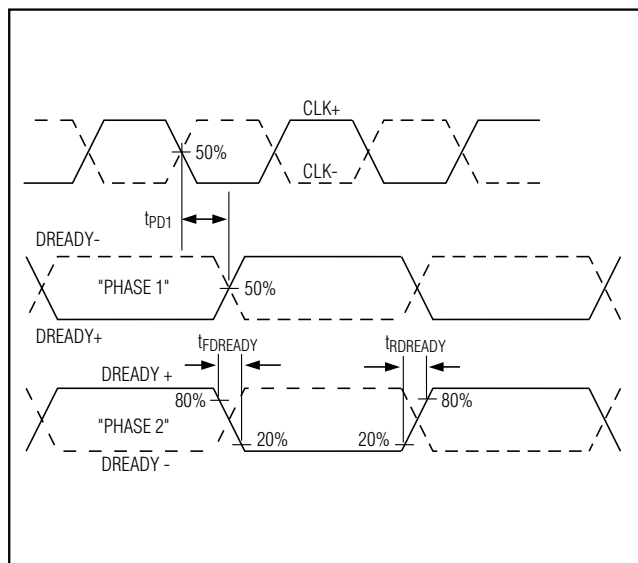 CLK+
50%
CLK-
tPD1
DREADY-
"PHASE 1"
50%
DREADY+
tFDREADY
tRDREADY
DREADY +
80%
80%
"PHASE 2"
20%
20%
DREADY -